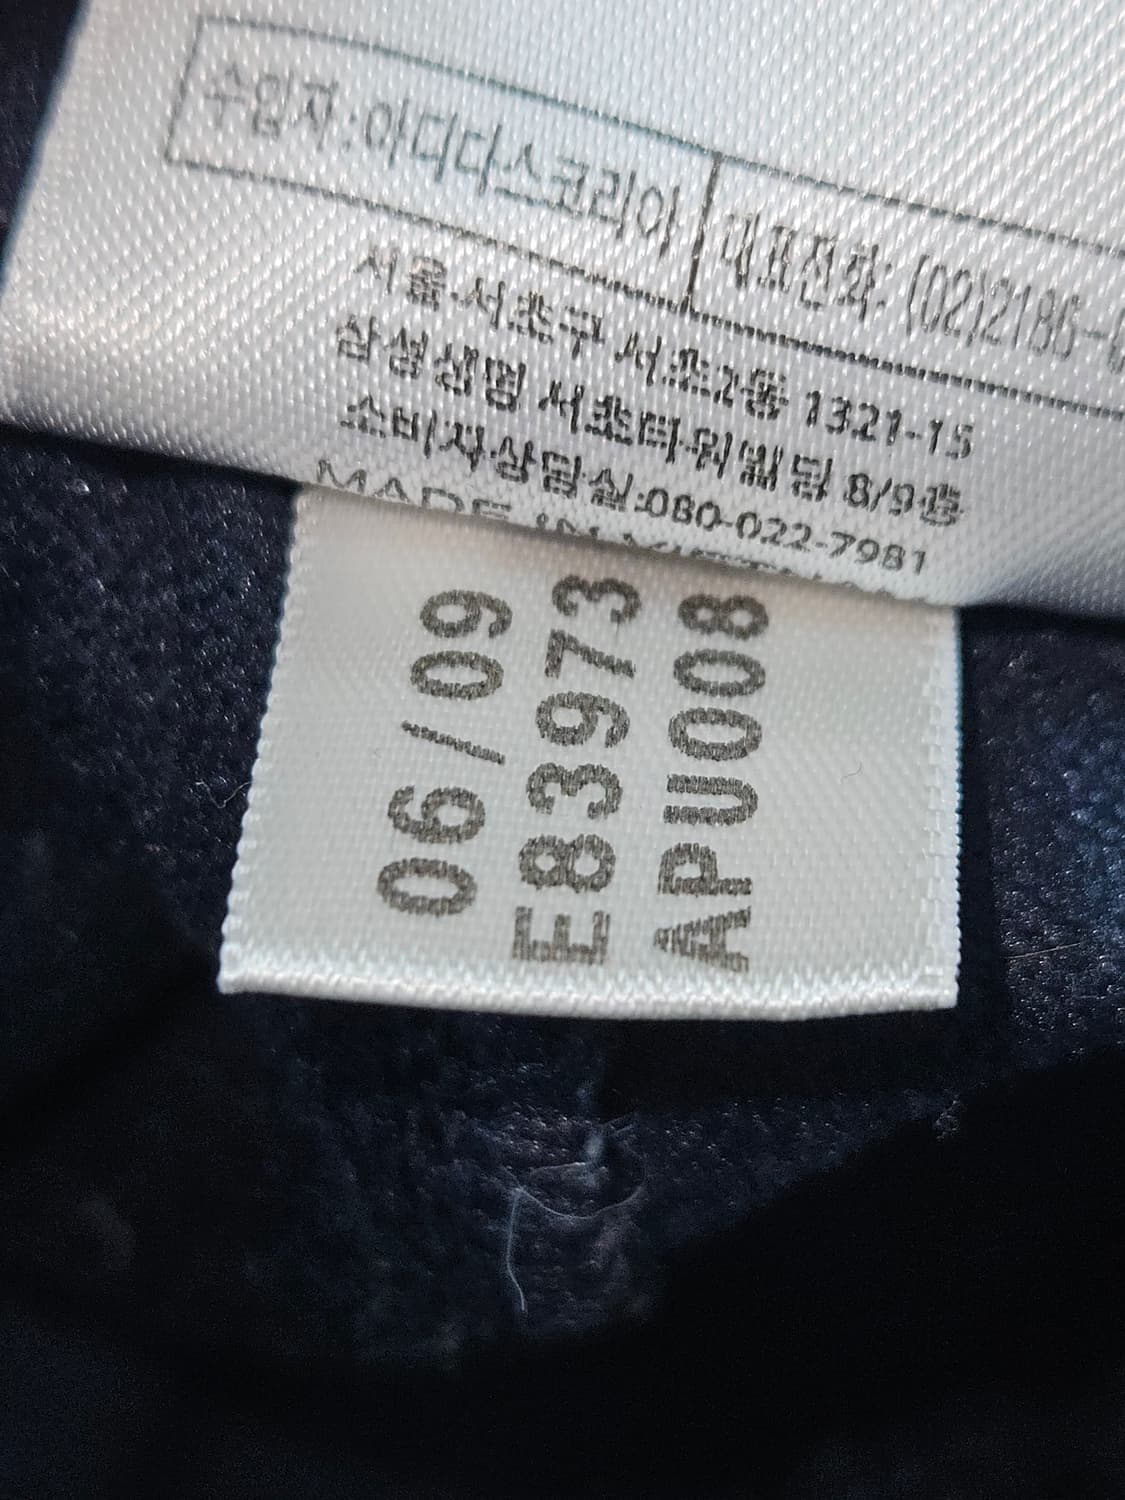 수입자:아디다스코리아
대표전화: (02)2186-
서울 서초구 서초2동 1321-15
삼성생명 서초타워빌딩 8/9층
소비자상담실:080-022-7981
MADE IN
06/09
E83973
APU008